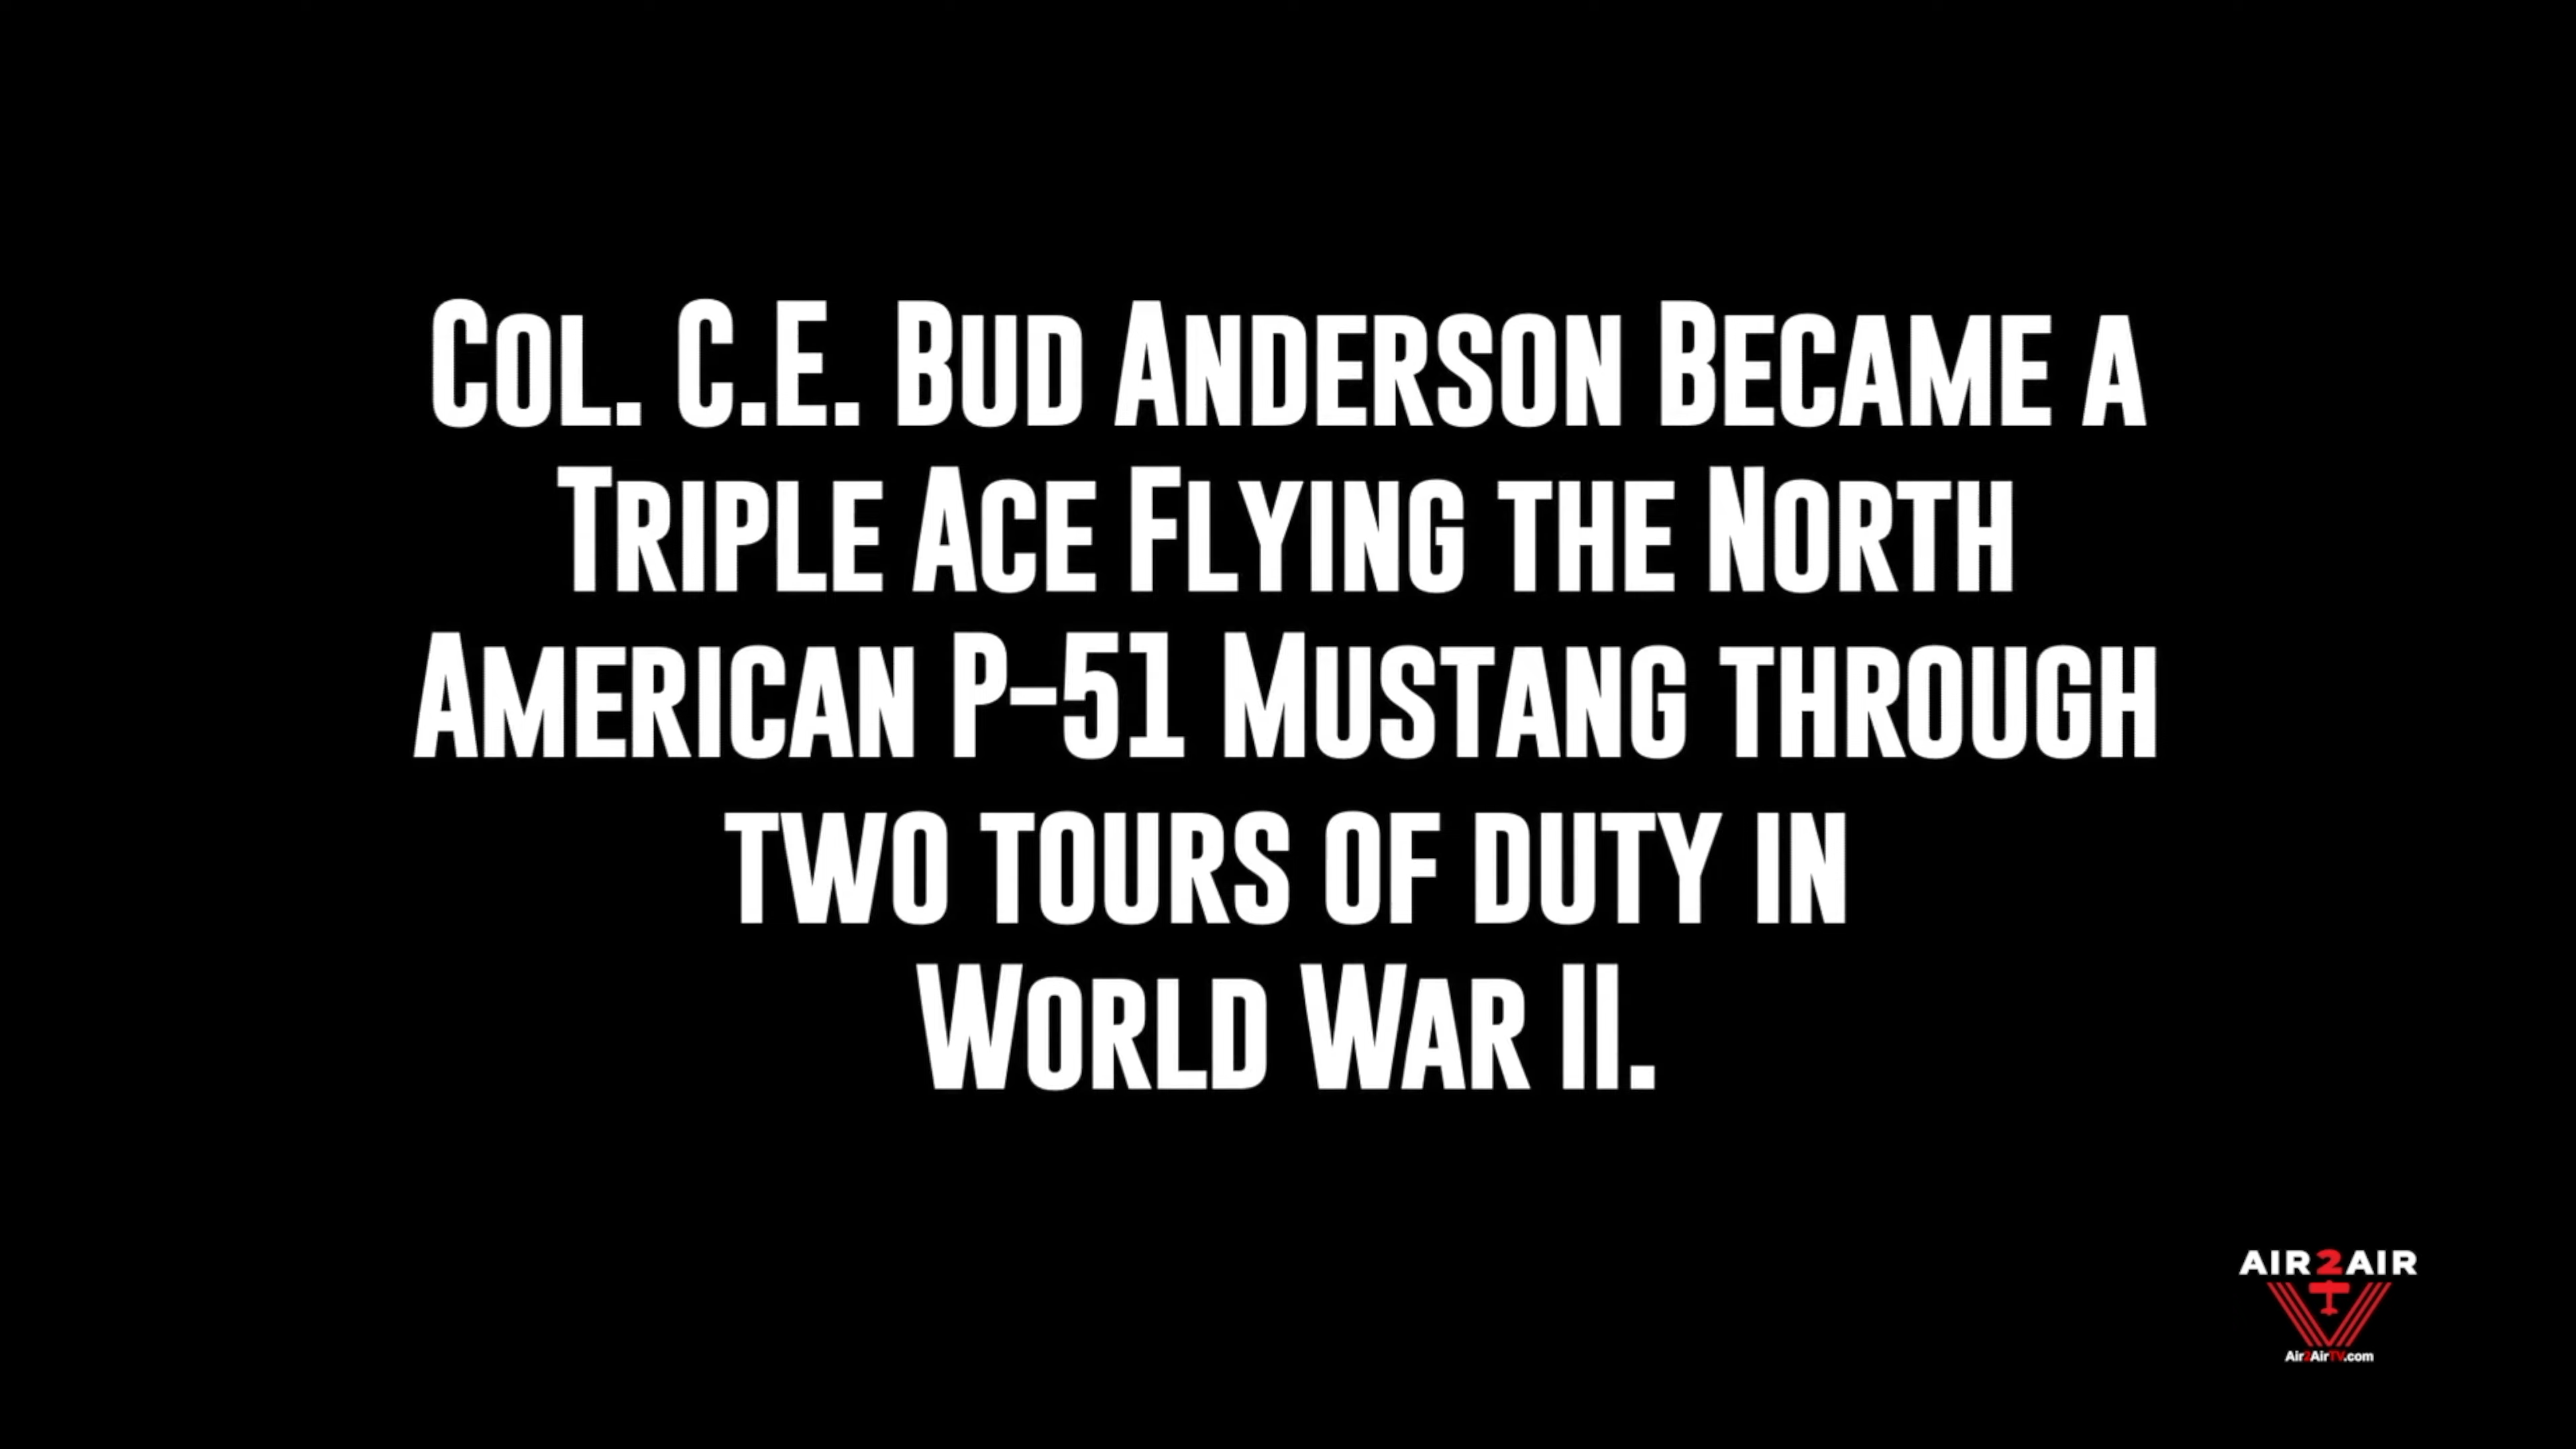 Col. C.E. Bud Anderson Became a
Triple Ace Flying the North
American P-51 Mustang through
two tours of duty in
World War II.
AIR2AIR
Air2AirTV.com